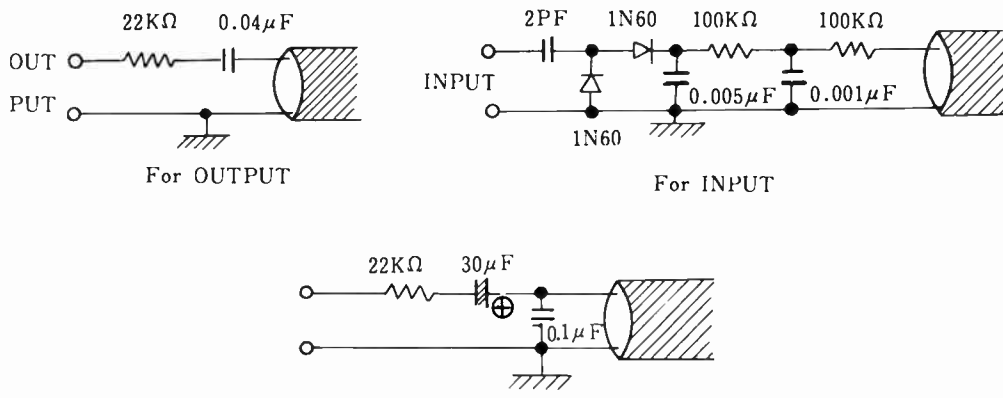 22KΩ 0.04μF
OUT
PUT
For OUTPUT
2PF 1N60 100KΩ 100KΩ
INPUT
0.005μF 0.001μF
1N60
For INPUT
22KΩ 30μF
⊕
0.1μF